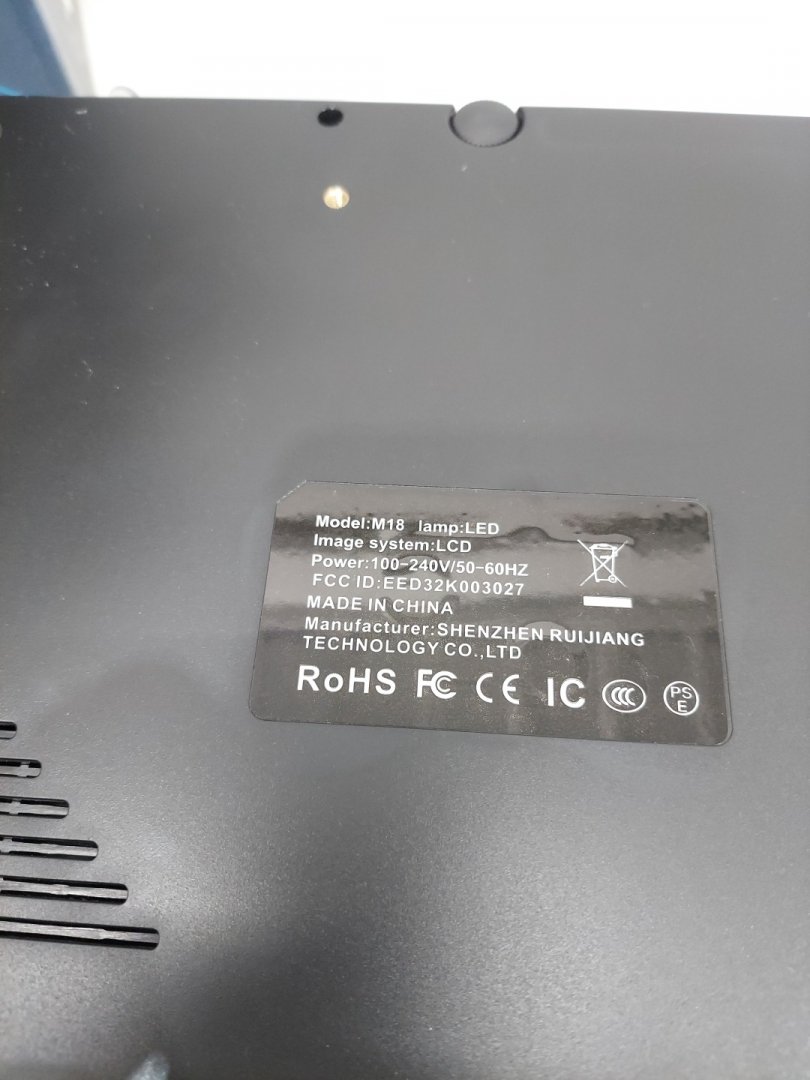 Model:M18 lamp:LED
Image system:LCD
Power:100-240V/50-60HZ
FCC ID:EED32K003027
MADE IN CHINA
Manufacturer:SHENZHEN RUIJIANG
TECHNOLOGY CO.,LTD
RoHS FC CE IC CCC PS E